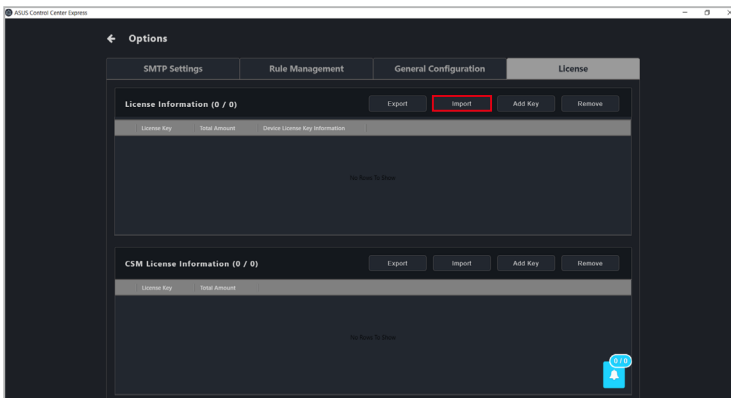 ASUS Control Center Express
Options
SMTP Settings Rule Management General Configuration License
License Information (0 / 0) Export Import Add Key Remove
License Key Total Amount Device License Key Information
No Rows To Show
CSM License Information (0 / 0) Export Import Add Key Remove
License Key Total Amount
No Rows To Show
0 / 0